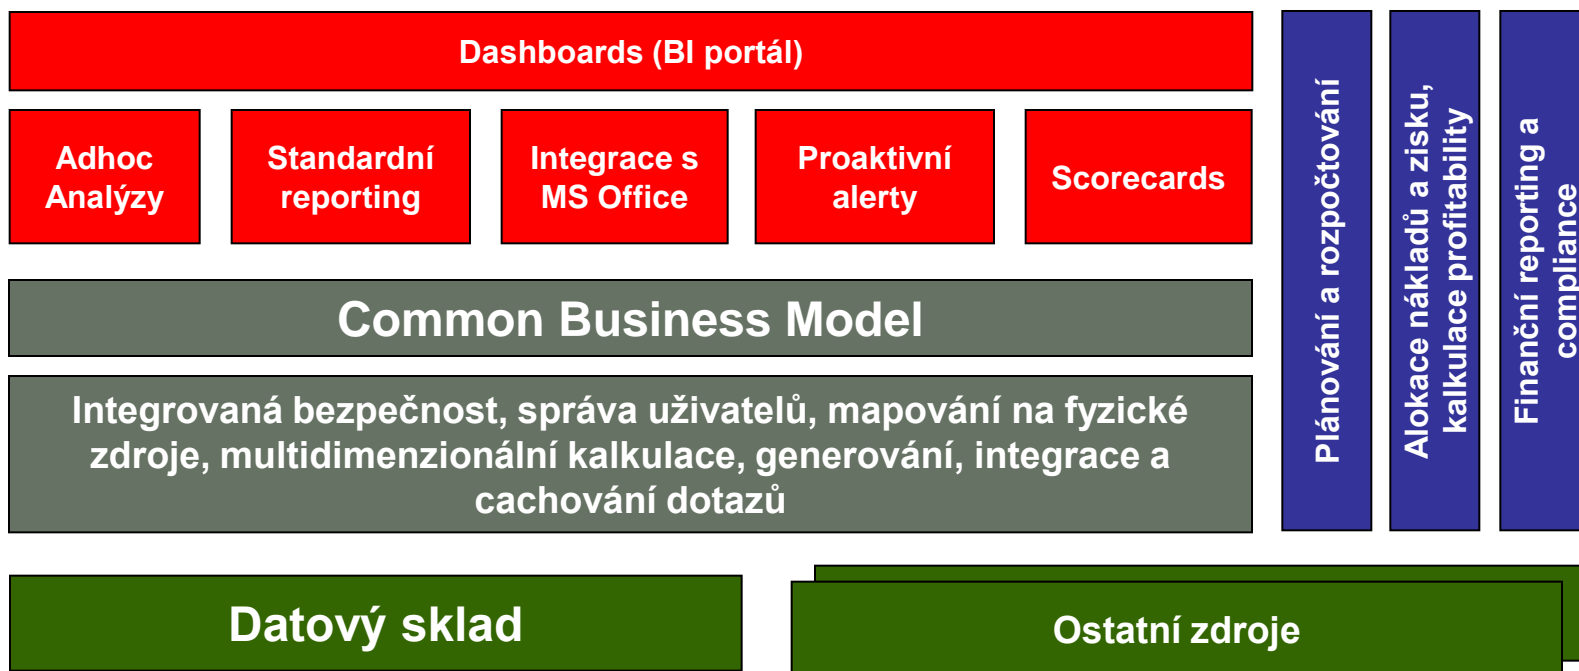 Dashboards (BI portál)
Adhoc
Analýzy
Standardní
reporting
Integrace s
MS Office
Proaktivní
alerty
Scorecards
Common Business Model
Integrovaná bezpečnost, správa uživatelů, mapování na fyzické
zdroje, multidimenzionální kalkulace, generování, integrace a
cachování dotazů
Plánování a rozpočtování
Alokace nákladů a zisku,
kalkulace profitability
Finanční reporting a
compliance
Datový sklad
Ostatní zdroje